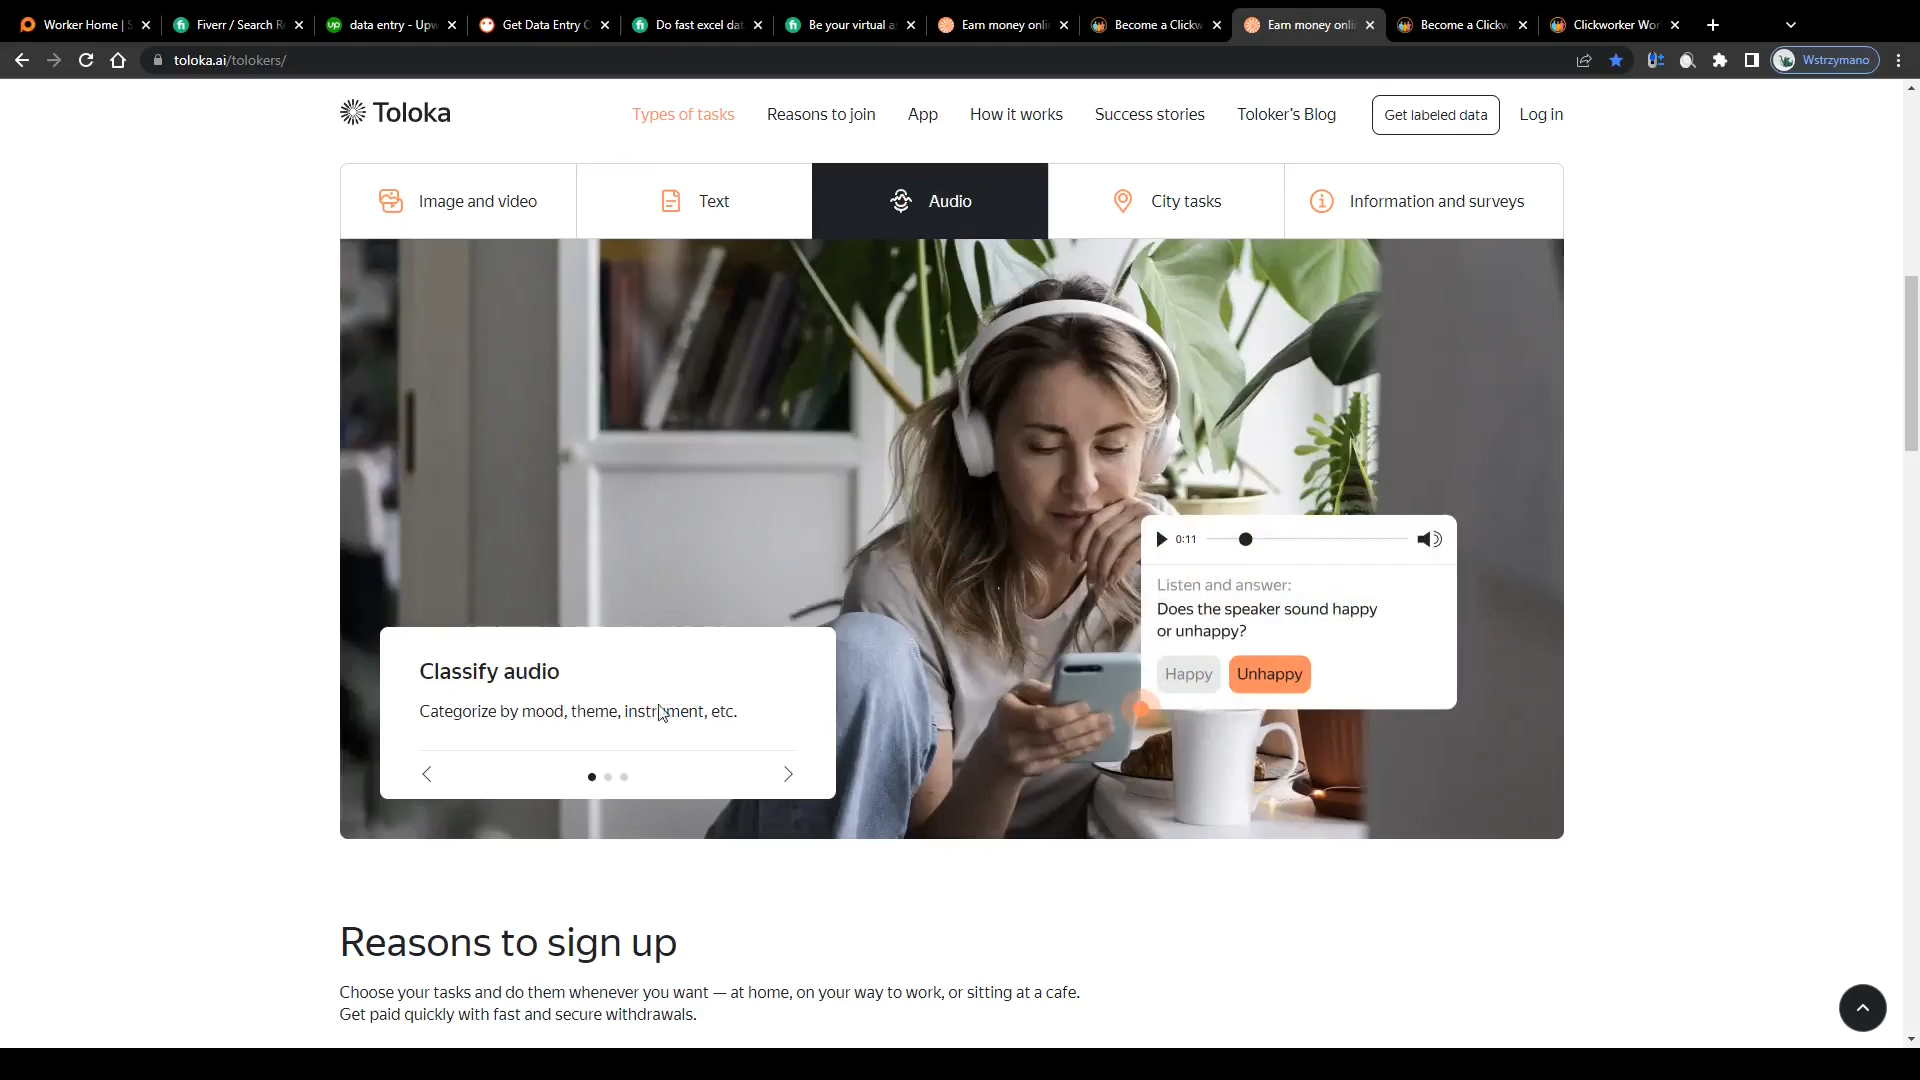 Worker Home | S
Fiverr / Search Re
data entry - Upw
Get Data Entry O
Do fast excel dat
Be your virtual a
Earn money onli
Become a Clickw
Earn money onli
Become a Clickw
Clickworker Wor
toloka.ai/tolokers/
Wstrzymano
Toloka
Types of tasks
Reasons to join
App
How it works
Success stories
Toloker's Blog
Get labeled data
Log in
Image and video
Text
Audio
City tasks
Information and surveys
0:11
Listen and answer:
Does the speaker sound happy
or unhappy?
Happy
Unhappy
Classify audio
Categorize by mood, theme, instrument, etc.
Reasons to sign up
Choose your tasks and do them whenever you want — at home, on your way to work, or sitting at a cafe.
Get paid quickly with fast and secure withdrawals.